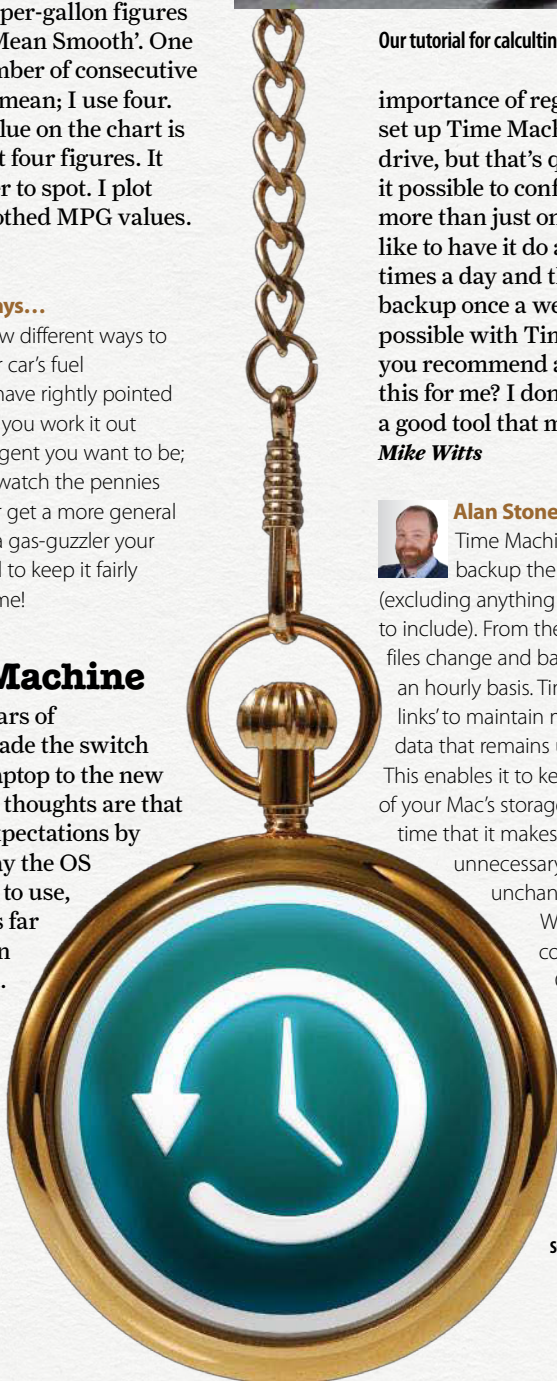 per-gallon figures
Mean Smooth’. One
mber of consecutive
mean; I use four.
lue on the chart is
t four figures. It
er to spot. I plot
othed MPG values.
ays…
ew different ways to
r car’s fuel
have rightly pointed
you work it out
gent you want to be;
watch the pennies
r get a more general
a gas-guzzler your
d to keep it fairly
me!
Machine
ars of
ade the switch
aptop to the new
thoughts are that
xpectations by
ay the OS
to use,
s far
n
.
Our tutorial for calcultin
importance of reg
set up Time Mach
drive, but that’s q
it possible to conf
more than just on
like to have it do a
times a day and th
backup once a we
possible with Tim
you recommend a
this for me? I don
a good tool that m
Mike Witts
Alan Stone
Time Machi
backup the
(excluding anything
to include). From the
files change and ba
an hourly basis. Tim
links’ to maintain m
data that remains u
This enables it to ke
of your Mac’s storage
time that it makes
unnecessary
unchan
W
co
s